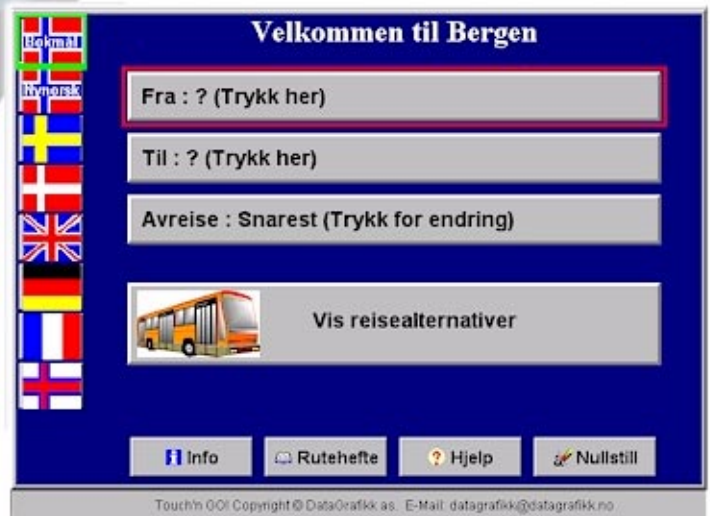 Velkommen til Bergen
Bokmål
Nynorsk
Fra : ? (Trykk her)
Til : ? (Trykk her)
Avreise : Snarest (Trykk for endring)
Vis reisealternativer
Info
Rutehefte
Hjelp
Nullstill
Touch'n GO! Copyright © DataGrafikk as. E-Mail: datagrafikk@datagrafikk.no